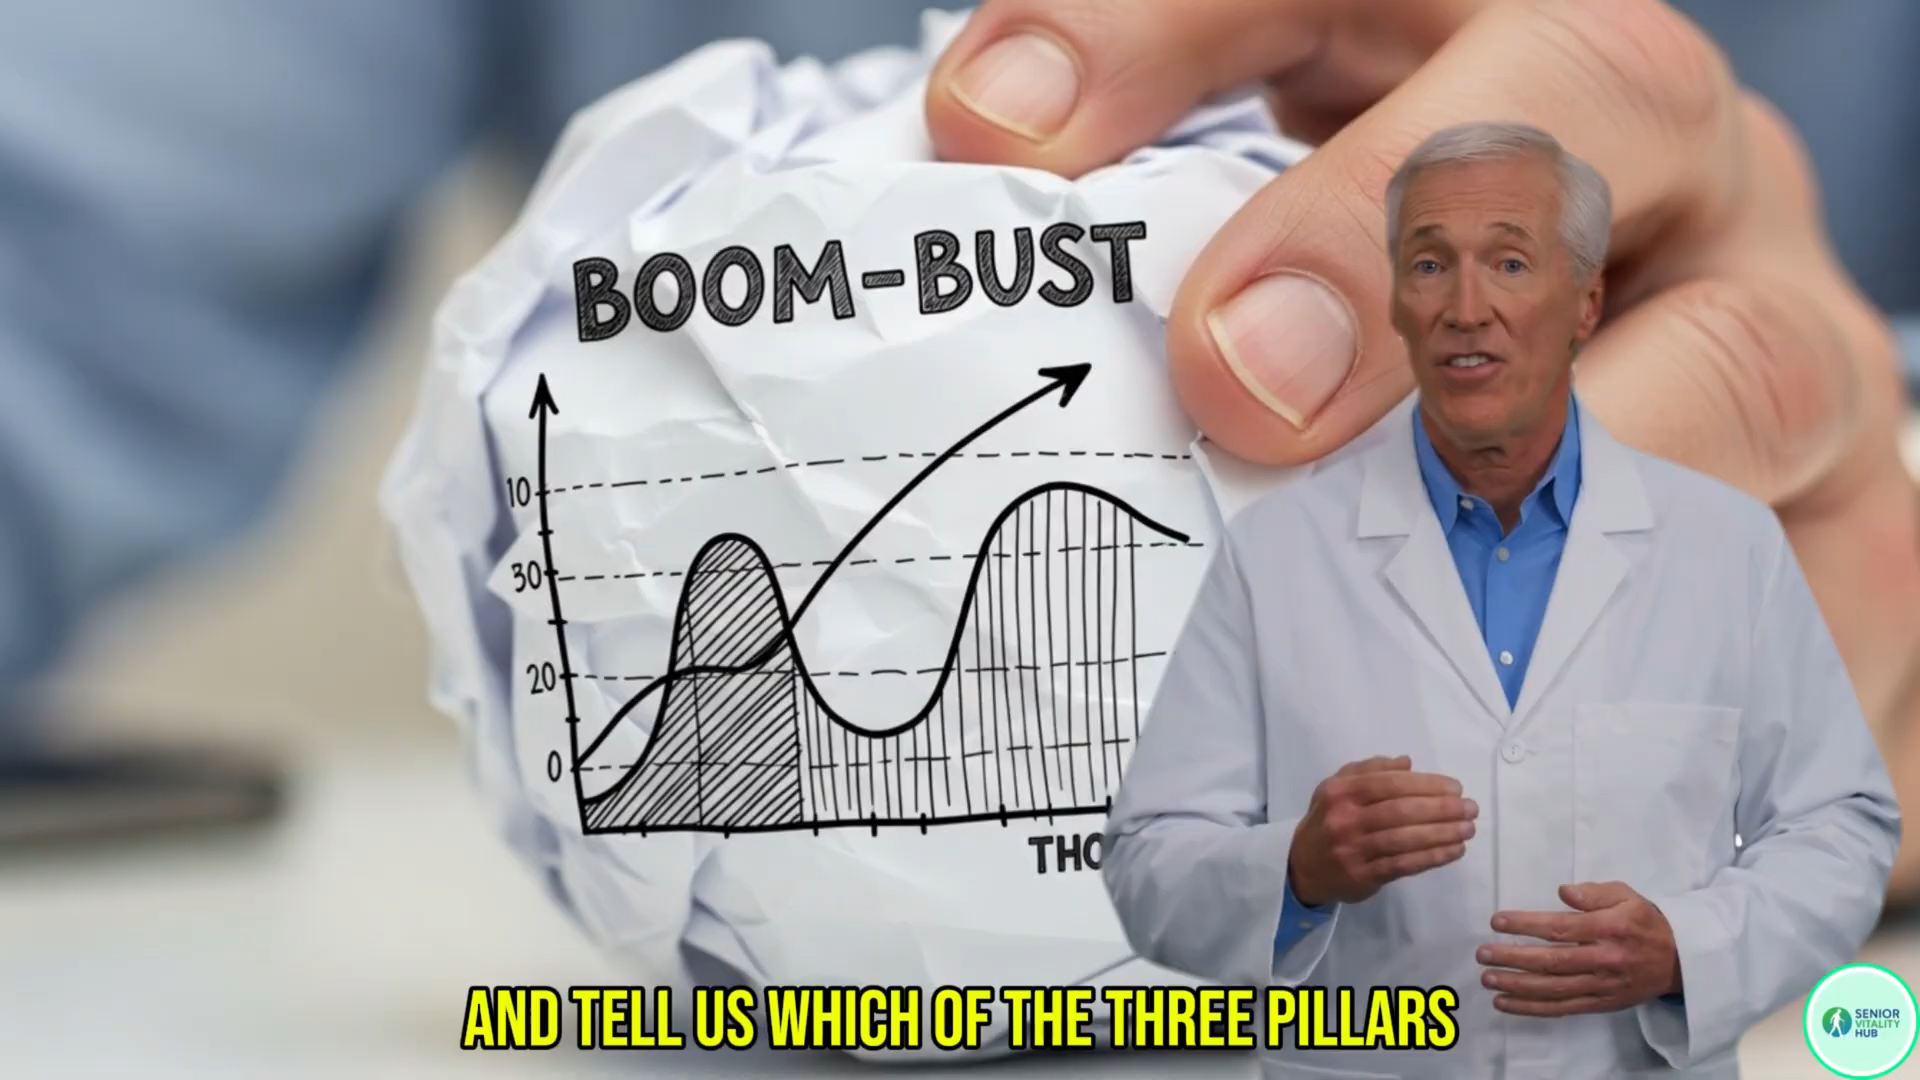 BOOM-BUST
10
30
20
0
THO
AND TELL US WHICH OF THE THREE PILLARS
SENIOR
VITALITY
HUB